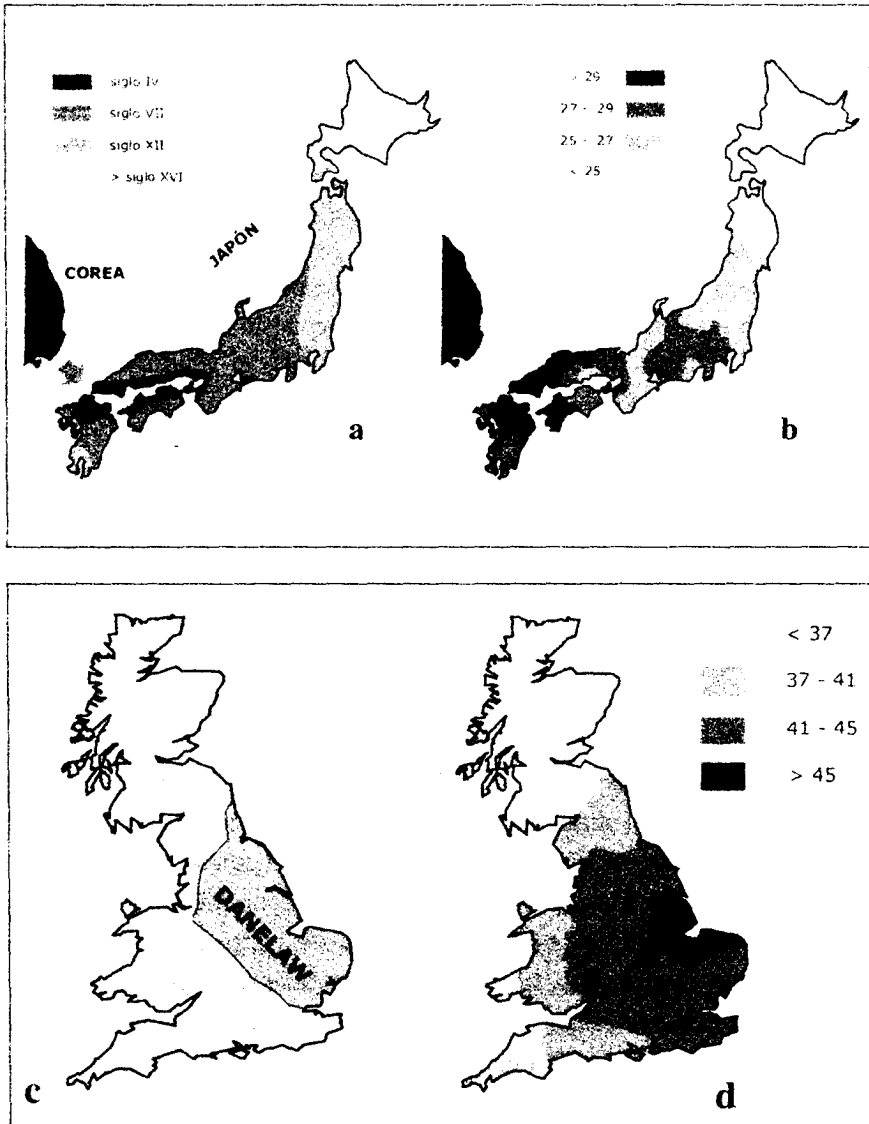 siglo IV
siglo VII
siglo XII
> siglo XVI
COREA
JAPÓN
a
> 29
27 - 29
25 - 27
< 25
b
DANELAW
c
< 37
37 - 41
41 - 45
> 45
d